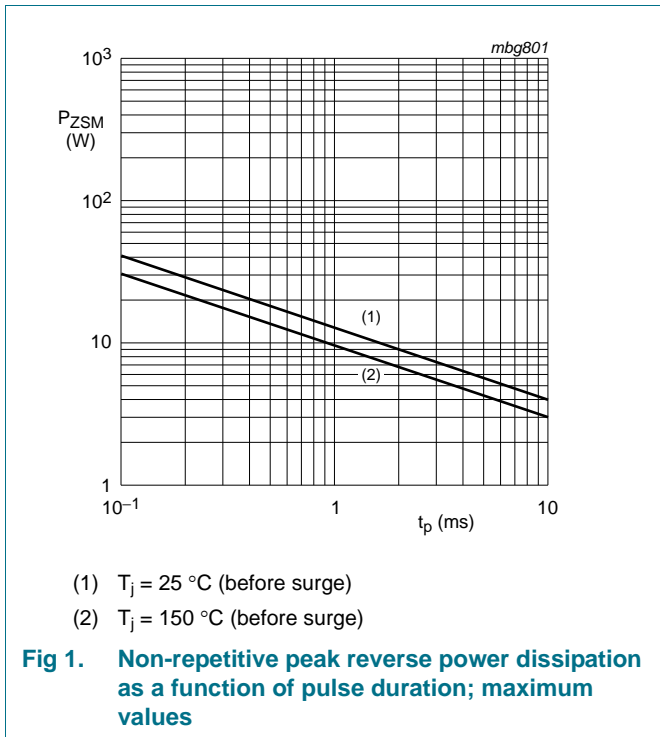 mbg801
10³
P_ZSM
(W)
10²
(1)
10
(2)
1
10⁻¹ 1 10
t_p (ms)
(1) T_j = 25 °C (before surge)
(2) T_j = 150 °C (before surge)
Fig 1. Non-repetitive peak reverse power dissipation
as a function of pulse duration; maximum
values